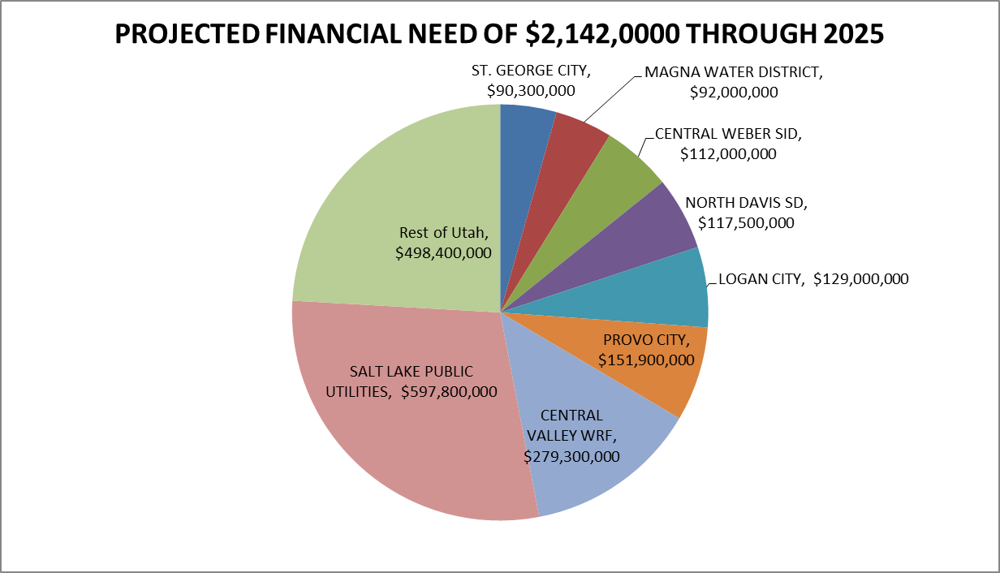 PROJECTED FINANCIAL NEED OF $2,142,0000 THROUGH 2025
ST. GEORGE CITY,
$90,300,000
MAGNA WATER DISTRICT,
$92,000,000
CENTRAL WEBER SID,
$112,000,000
NORTH DAVIS SD,
$117,500,000
LOGAN CITY, $129,000,000
PROVO CITY,
$151,900,000
CENTRAL
VALLEY WRF,
$279,300,000
SALT LAKE PUBLIC
UTILITIES, $597,800,000
Rest of Utah,
$498,400,000